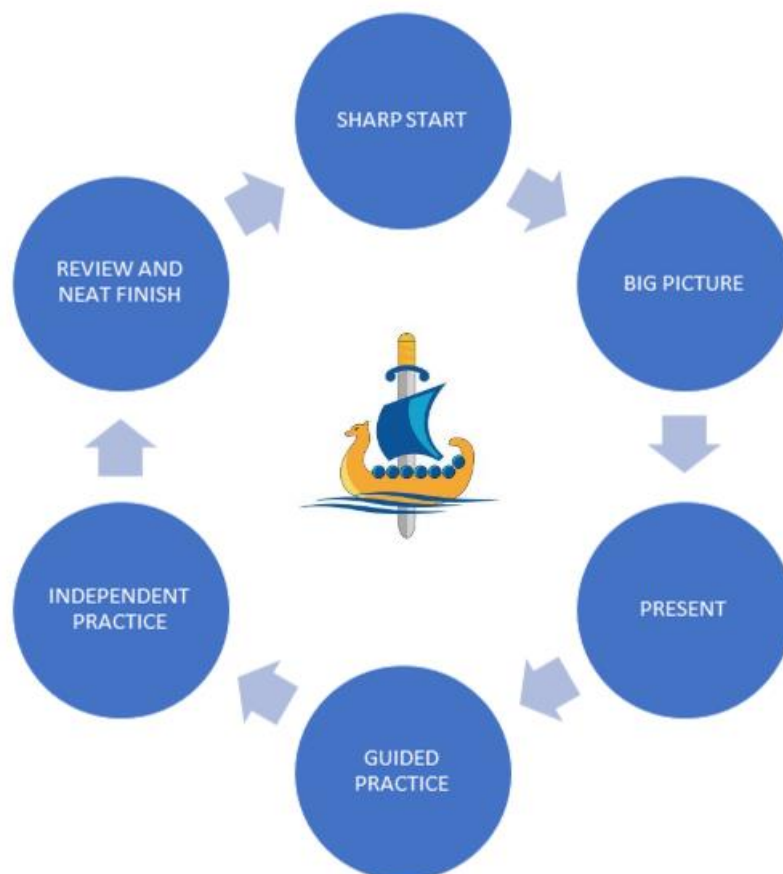 SHARP START
BIG PICTURE
PRESENT
GUIDED
PRACTICE
INDEPENDENT
PRACTICE
REVIEW AND
NEAT FINISH